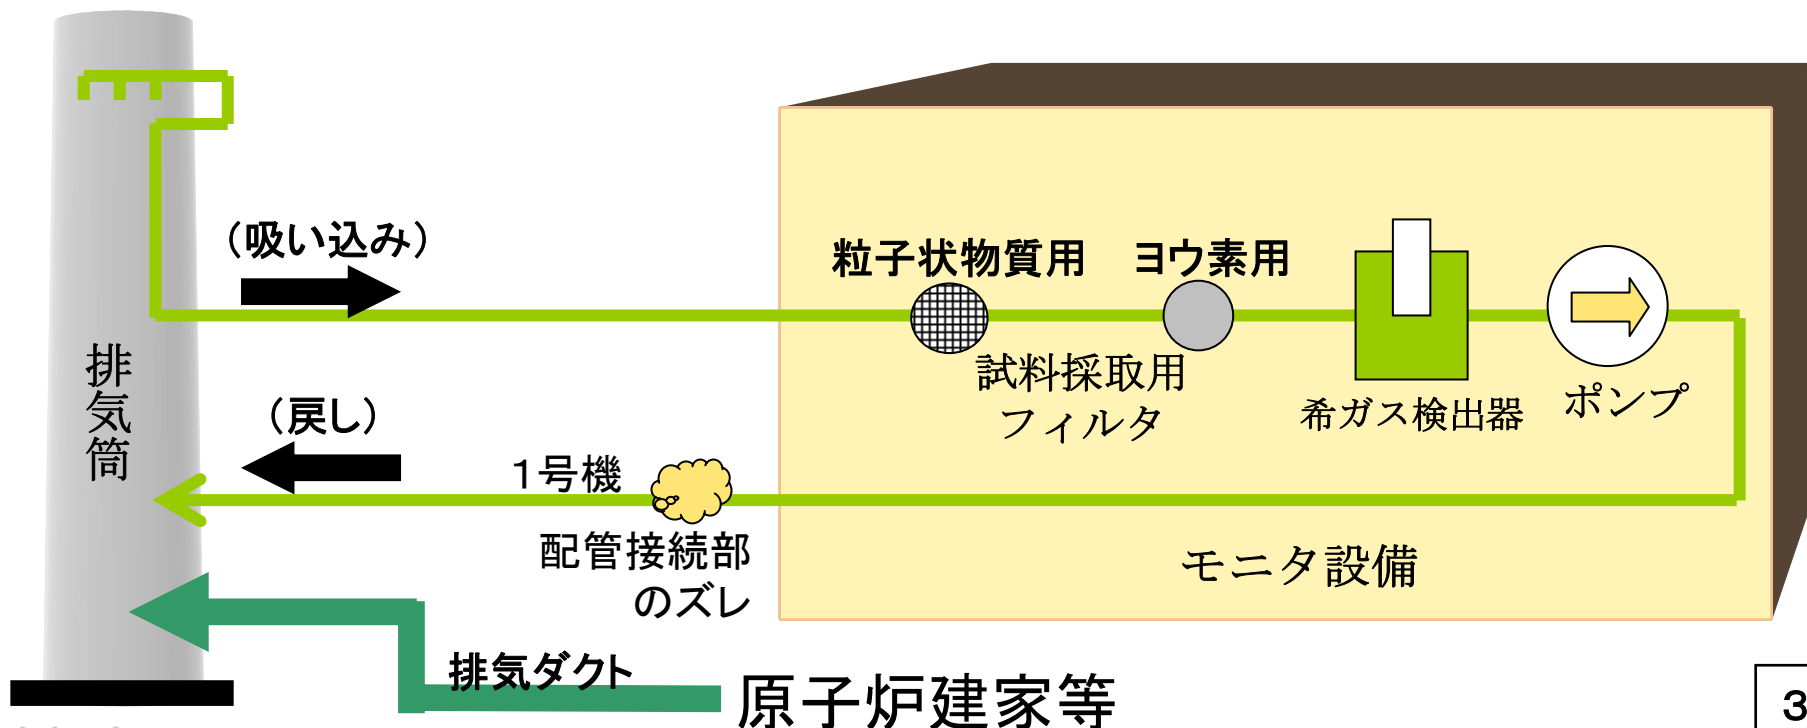 （吸い込み）
粒子状物質用
ヨウ素用
試料採取用
フィルタ
希ガス検出器
ポンプ
排気筒
（戻し）
１号機
配管接続部
のズレ
モニタ設備
排気ダクト
原子炉建家等
3